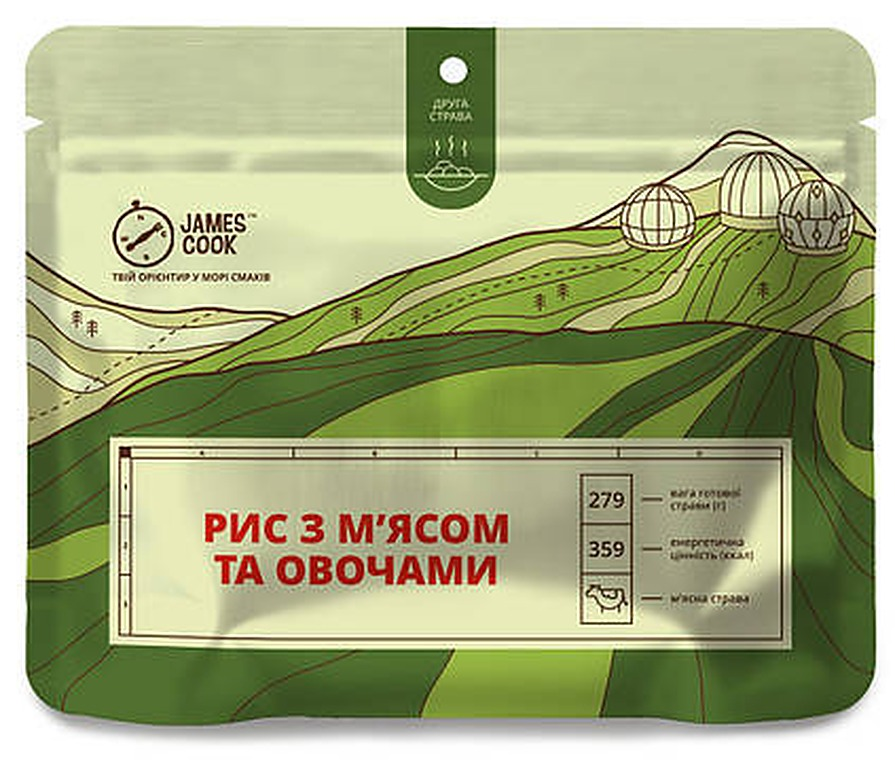 ДРУГА
СТРАВА
JAMES™
COOK
ТВІЙ ОРІЄНТИР У МОРІ СМАКІВ
РИС З М’ЯСОМ
ТА ОВОЧАМИ
279
вага готової
страви (г)
359
енергетична
цінність (ккал)
м'ясна страва